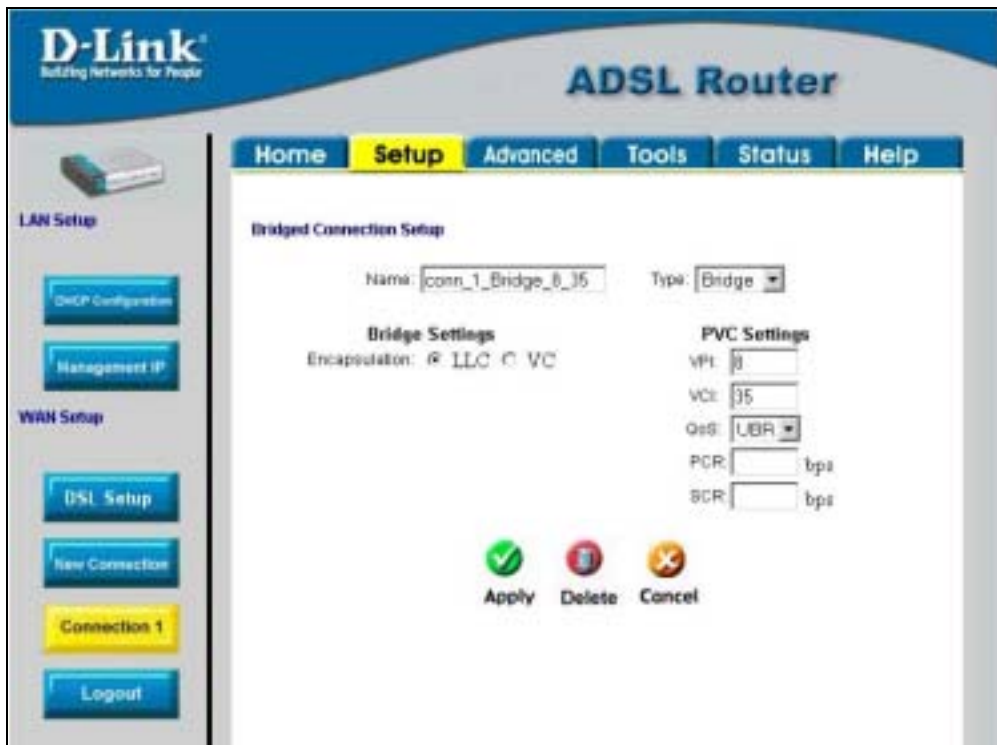 D-Link
Building Networks for People
ADSL Router
Home Setup Advanced Tools Status Help
LAN Setup
DHCP Configuration
Management IP
WAN Setup
DSL Setup
New Connection
Connection 1
Logout
Bridged Connection Setup
Name: conn_1_Bridge_8_35 Type: Bridge
Bridge Settings
Encapsulation: LLC VC
PVC Settings
VPI: 8
VCI: 35
QoS: UBR
PCR: bps
SCR: bps
Apply Delete Cancel